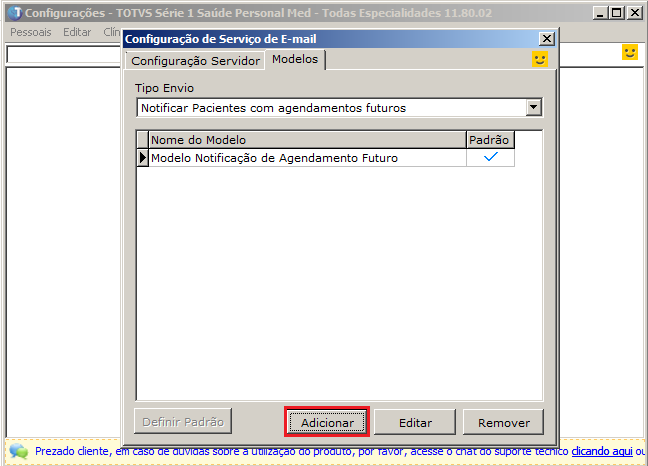 Configurações - TOTVS Série 1 Saúde Personal Med - Todas Especialidades 11.80.02
Pessoais Editar Clín
Configuração de Serviço de E-mail
Configuração Servidor Modelos
Tipo Envio
Notificar Pacientes com agendamentos futuros
Nome do Modelo Padrão
Modelo Notificação de Agendamento Futuro
Definir Padrão Adicionar Editar Remover
Prezado cliente, em caso de dúvidas sobre a utilização do produto, por favor, acesse o chat do suporte técnico clicando aqui ou